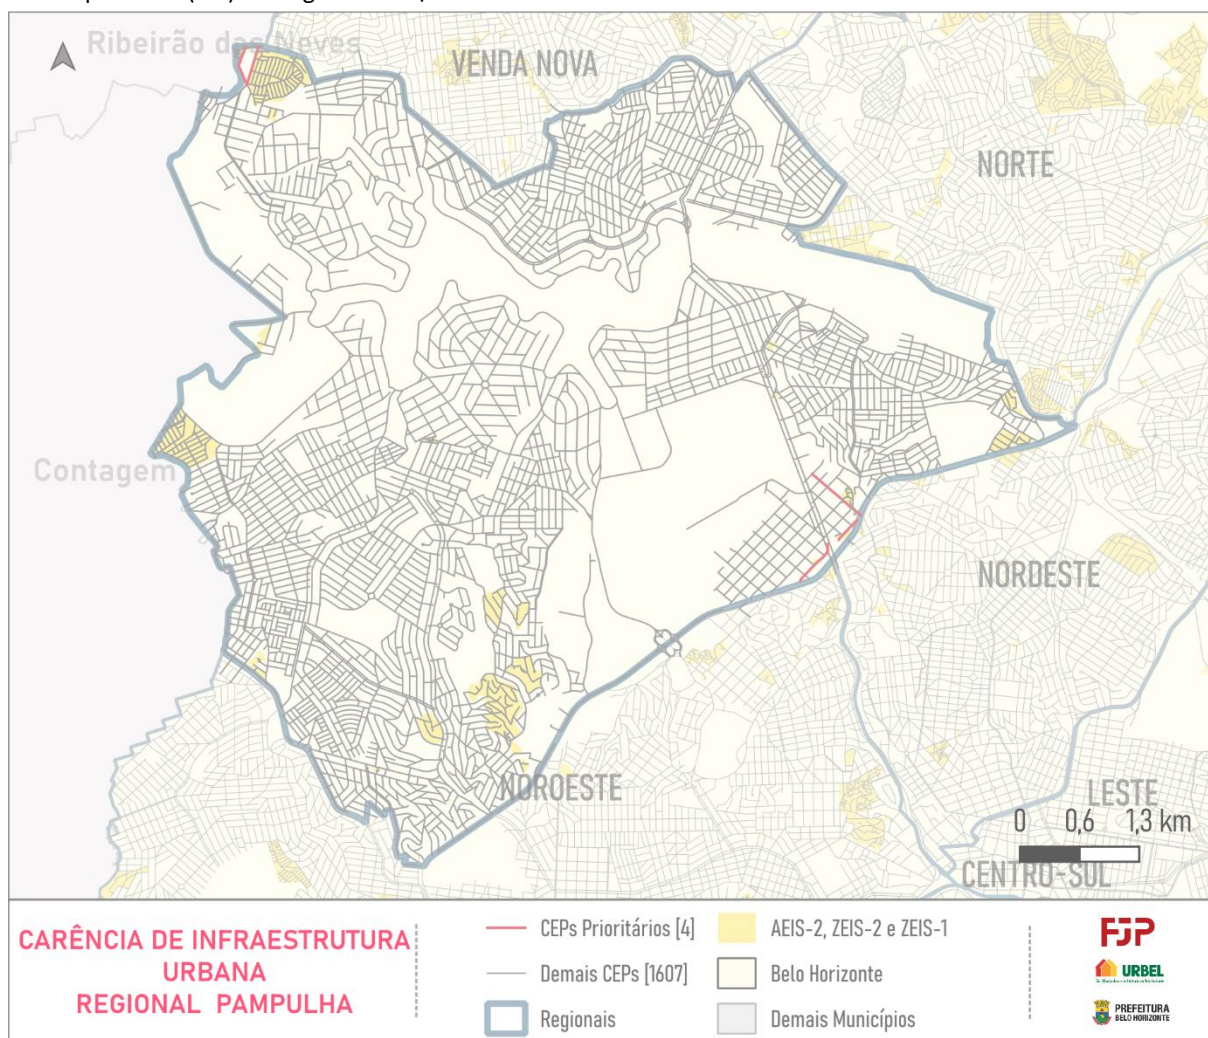 Ribeirão das Neves
VENDA NOVA
NORTE
Contagem
NORDESTE
NOROESTE
LESTE
0 0,6 1,3 km
CENTRO-SUL
CARÊNCIA DE INFRAESTRUTURA
URBANA
REGIONAL PAMPULHA
CEPs Prioritários [4]
Demais CEPs [1607]
Regionais
AEIS-2, ZEIS-2 e ZEIS-1
Belo Horizonte
Demais Municípios
FJP
URBEL
PREFEITURA
BELO HORIZONTE